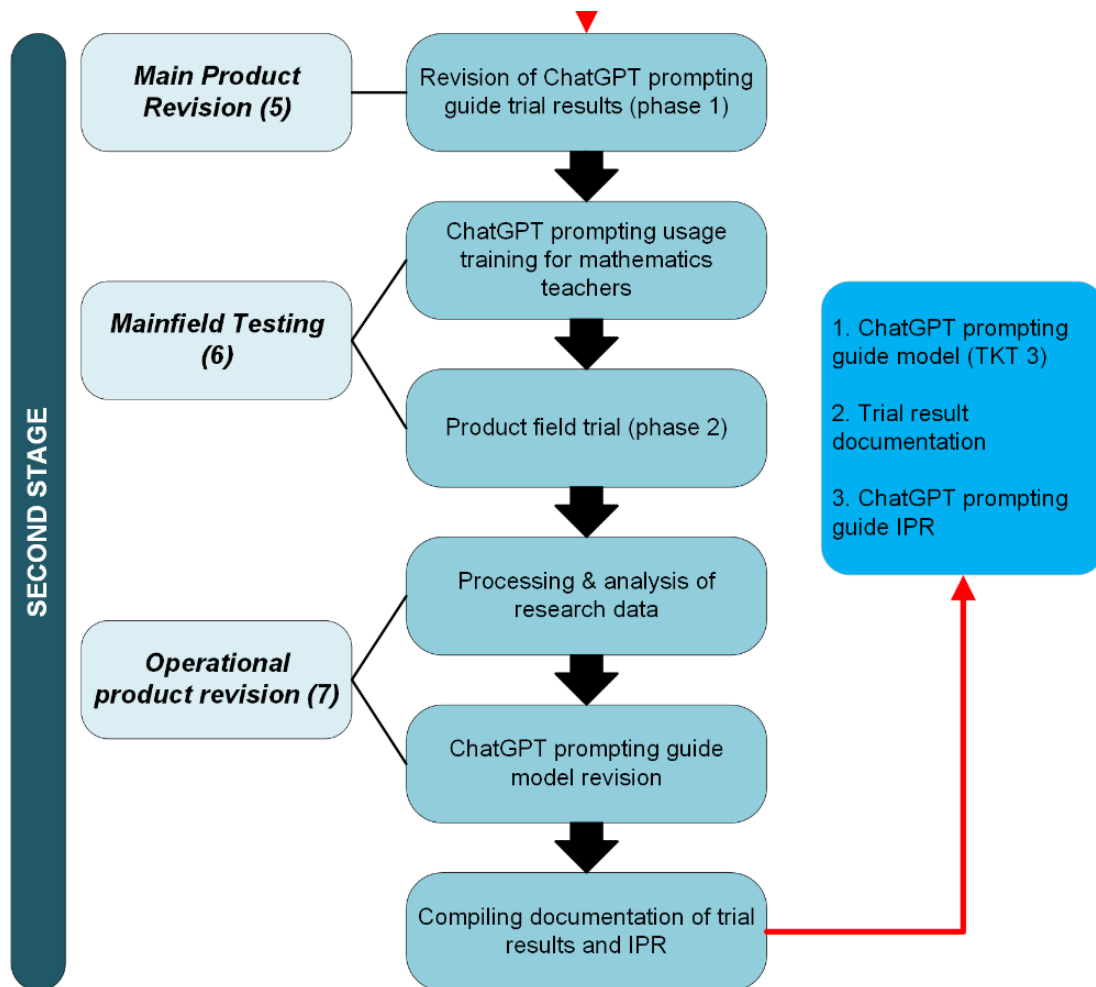 SECOND STAGE
Main Product
Revision (5)
Revision of ChatGPT prompting
guide trial results (phase 1)
Mainfield Testing
(6)
ChatGPT prompting usage
training for mathematics
teachers
Product field trial (phase 2)
Operational
product revision (7)
Processing & analysis of
research data
ChatGPT prompting guide
model revision
Compiling documentation of trial
results and IPR
1. ChatGPT prompting
guide model (TKT 3)
2. Trial result
documentation
3. ChatGPT prompting
guide IPR